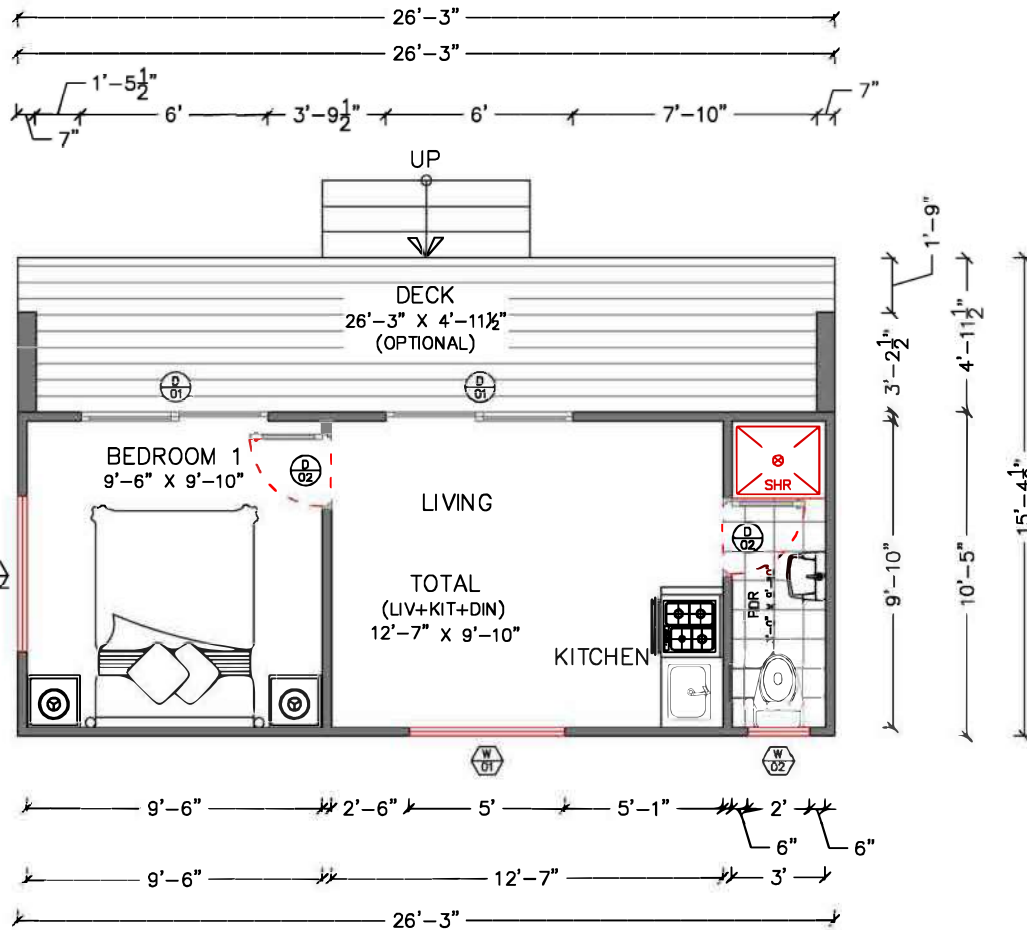 26'-3"
26'-3"
1'-5½"
7"
6'
3'-9½"
6'
7'-10"
7"
7"
UP
1'-9"
DECK
26'-3" X 4'-11½"
(OPTIONAL)
3'-2½"
4'-11½"
D
01
D
01
BEDROOM 1
9'-6" X 9'-10"
D
02
SHR
LIVING
D
02
15'-4½"
TOTAL
(LIV+KIT+DIN)
12'-7" X 9'-10"
PDR
9'-10"
10'-5"
KITCHEN
W
01
W
02
9'-6"
2'-6"
5'
5'-1"
2'
6"
6"
9'-6"
12'-7"
3'
26'-3"